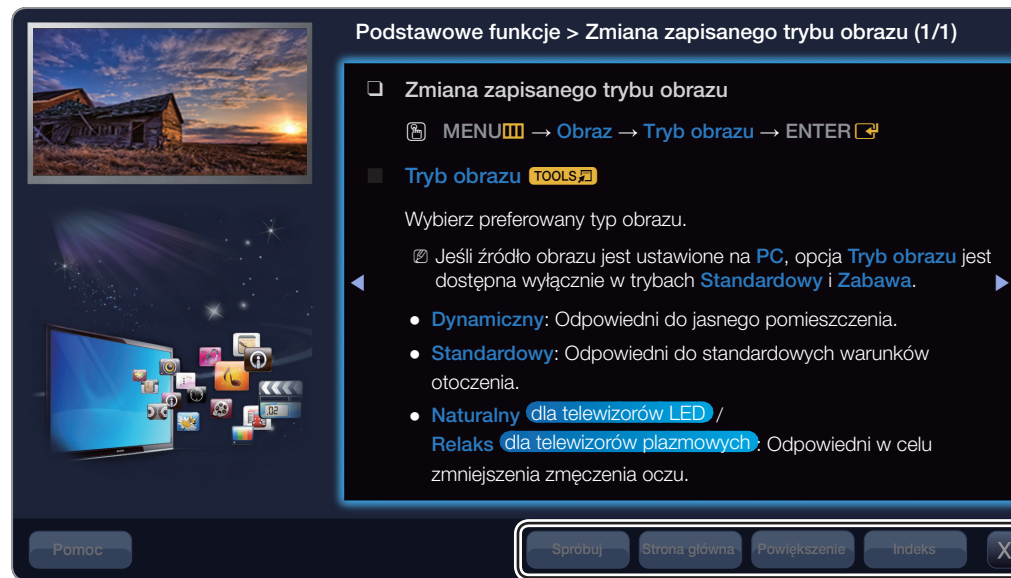 Podstawowe funkcje > Zmiana zapisanego trybu obrazu (1/1)
❑ Zmiana zapisanego trybu obrazu
MENU → Obraz → Tryb obrazu → ENTER
■ Tryb obrazu TOOLS
Wybierz preferowany typ obrazu.
Jeśli źródło obrazu jest ustawione na PC, opcja Tryb obrazu jest
dostępna wyłącznie w trybach Standardowy i Zabawa.
● Dynamiczny: Odpowiedni do jasnego pomieszczenia.
● Standardowy: Odpowiedni do standardowych warunków
otoczenia.
● Naturalny dla telewizorów LED /
Relaks dla telewizorów plazmowych: Odpowiedni w celu
zmniejszenia zmęczenia oczu.
.02
Pomoc Spróbuj Strona główna Powiększenie Indeks X